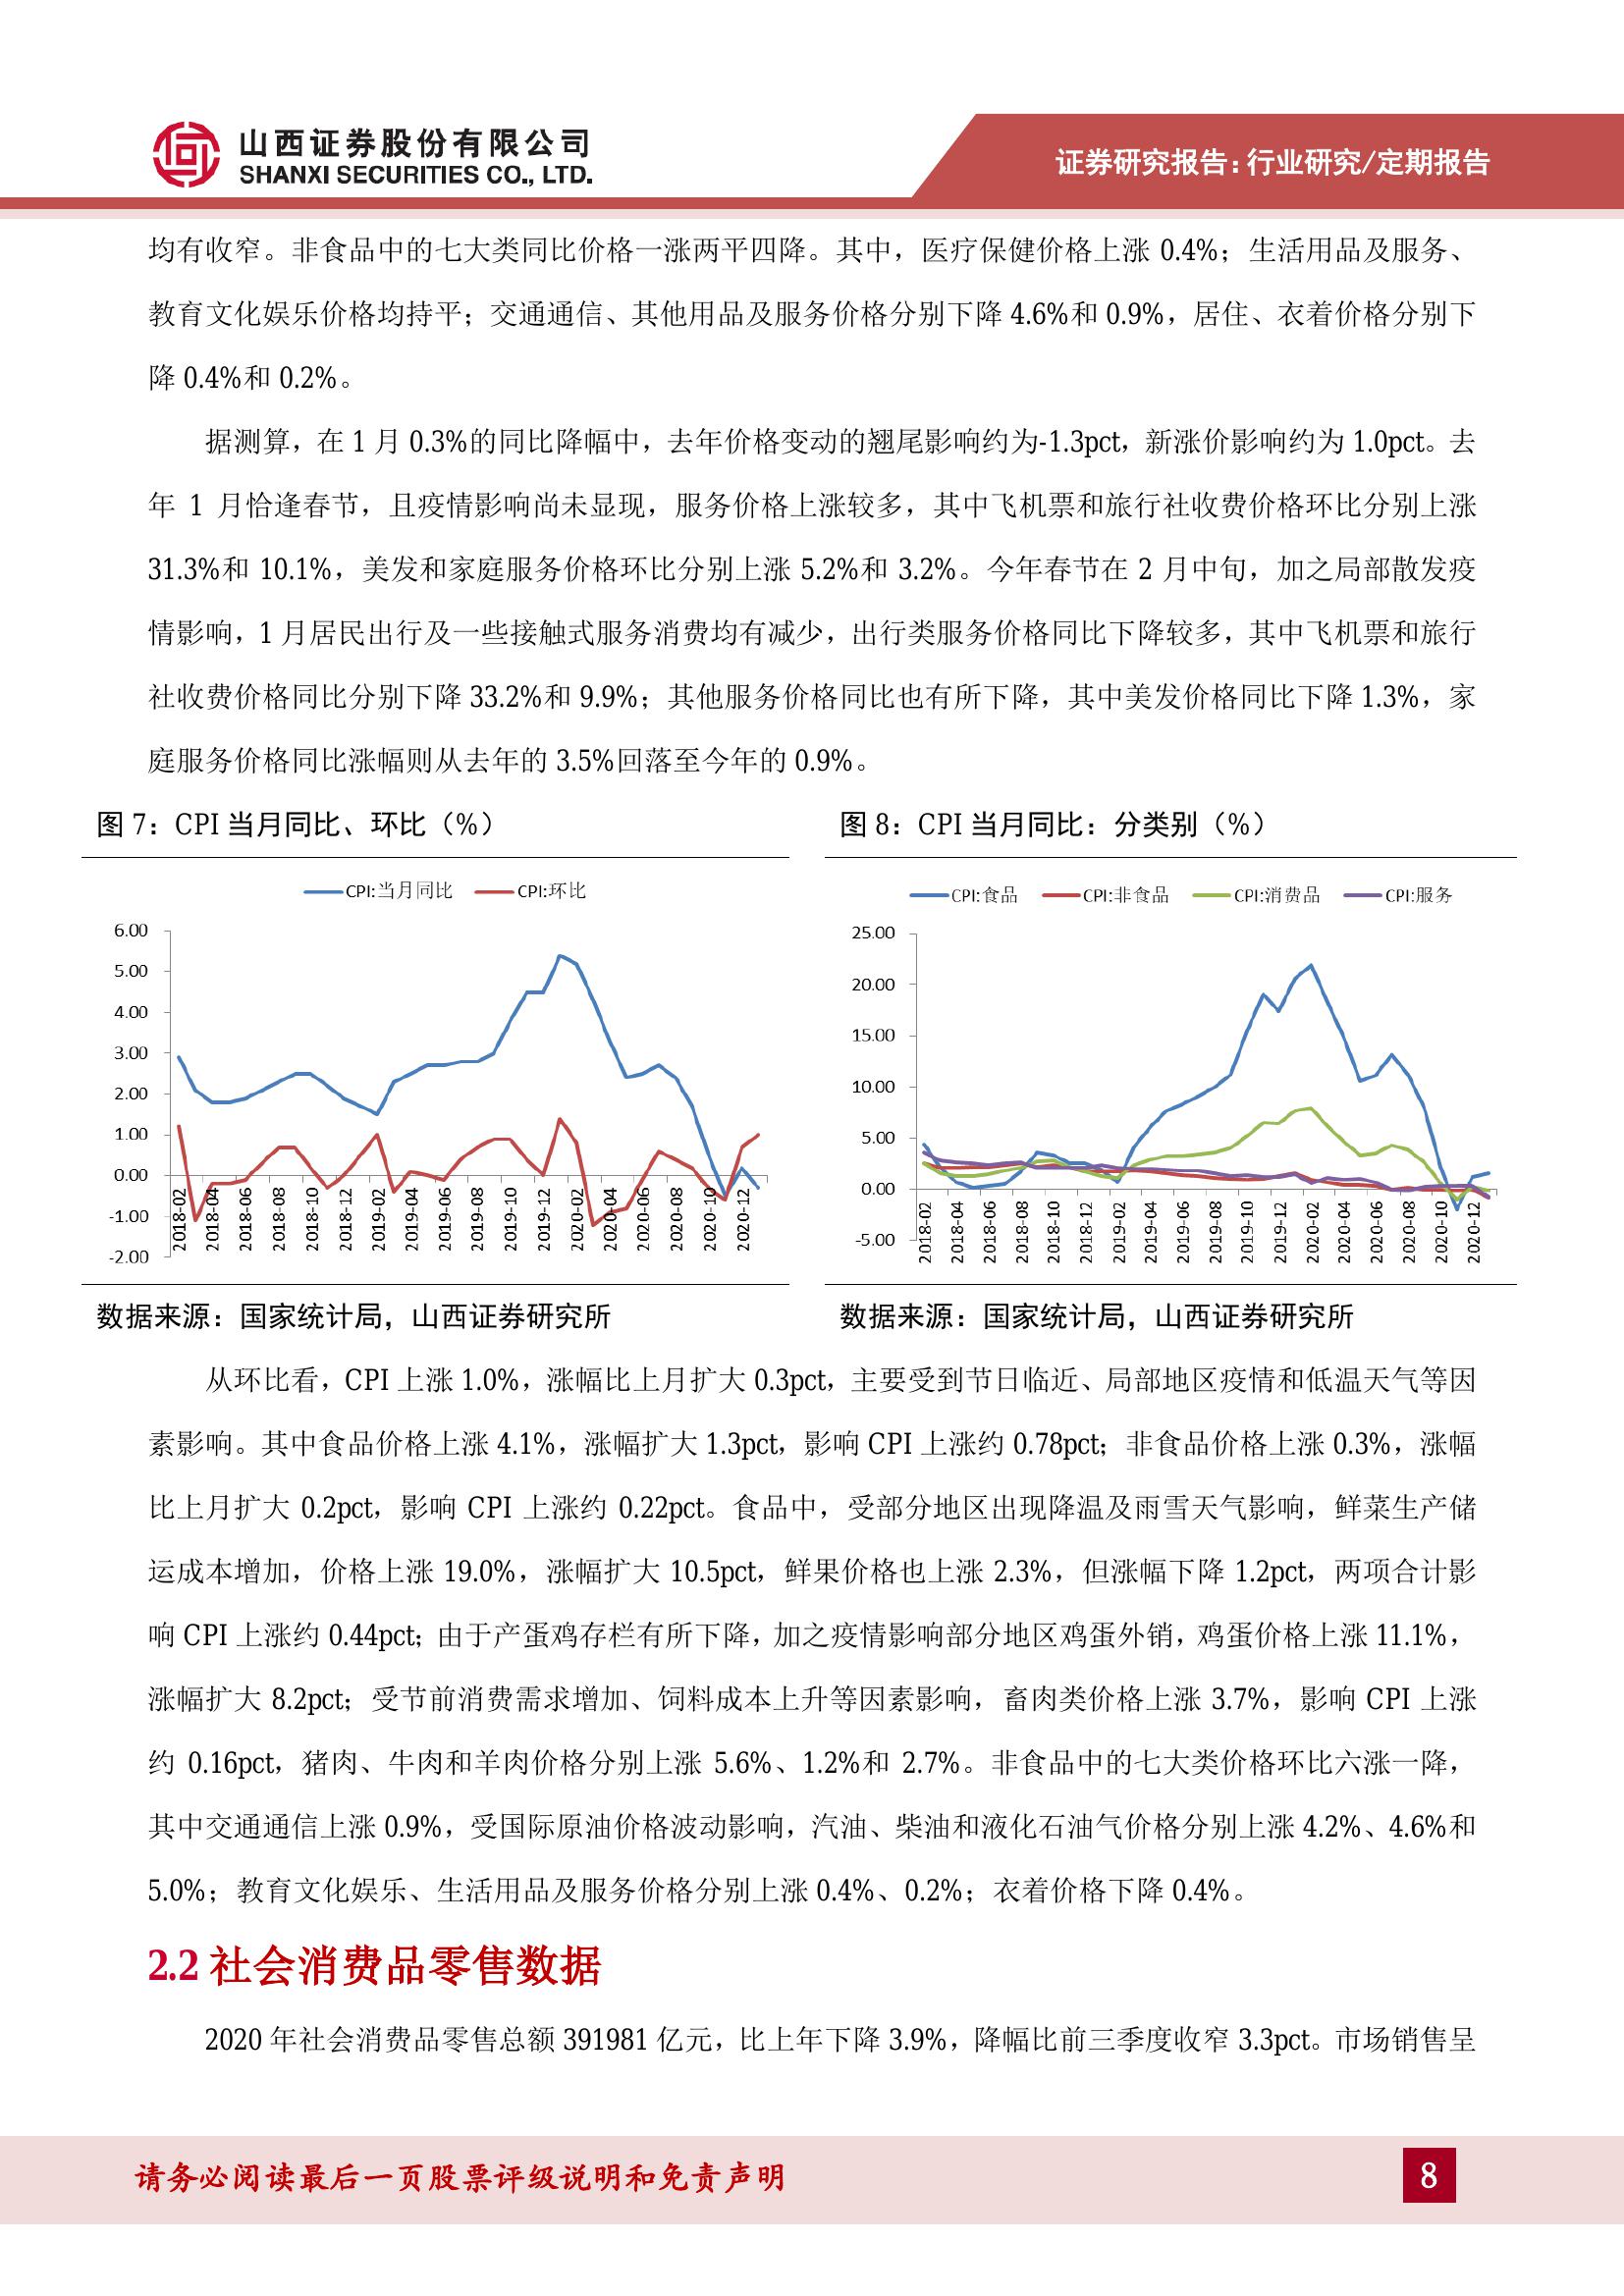 山西证券股份有限公司
SHANXI SECURITIES CO., LTD.
证券研究报告:行业研究/定期报告
均有收窄。非食品中的七大类同比价格一涨两平四降。其中，医疗保健价格上涨 0.4%；生活用品及服务、
教育文化娱乐价格均持平；交通通信、其他用品及服务价格分别下降 4.6%和 0.9%，居住、衣着价格分别下
降 0.4%和 0.2%。
据测算，在 1 月 0.3%的同比降幅中，去年价格变动的翘尾影响约为-1.3pct，新涨价影响约为 1.0pct。去
年 1 月恰逢春节，且疫情影响尚未显现，服务价格上涨较多，其中飞机票和旅行社收费价格环比分别上涨
31.3%和 10.1%，美发和家庭服务价格环比分别上涨 5.2%和 3.2%。今年春节在 2 月中旬，加之局部散发疫
情影响，1 月居民出行及一些接触式服务消费均有减少，出行类服务价格同比下降较多，其中飞机票和旅行
社收费价格同比分别下降 33.2%和 9.9%；其他服务价格同比也有所下降，其中美发价格同比下降 1.3%，家
庭服务价格同比涨幅则从去年的 3.5%回落至今年的 0.9%。
图 7：CPI 当月同比、环比（%）
CPI:当月同比 CPI:环比
6.00
5.00
4.00
3.00
2.00
1.00
0.00
-1.00
-2.00
2018-02 2018-04 2018-06 2018-08 2018-10 2018-12 2019-02 2019-04 2019-06 2019-08 2019-10 2019-12 2020-02 2020-04 2020-06 2020-08 2020-10 2020-12
数据来源：国家统计局，山西证券研究所
图 8：CPI 当月同比：分类别（%）
CPI:食品 CPI:非食品 CPI:消费品 CPI:服务
25.00
20.00
15.00
10.00
5.00
0.00
-5.00
2018-02 2018-04 2018-06 2018-08 2018-10 2018-12 2019-02 2019-04 2019-06 2019-08 2019-10 2019-12 2020-02 2020-04 2020-06 2020-08 2020-10 2020-12
数据来源：国家统计局，山西证券研究所
从环比看，CPI 上涨 1.0%，涨幅比上月扩大 0.3pct，主要受到节日临近、局部地区疫情和低温天气等因
素影响。其中食品价格上涨 4.1%，涨幅扩大 1.3pct，影响 CPI 上涨约 0.78pct；非食品价格上涨 0.3%，涨幅
比上月扩大 0.2pct，影响 CPI 上涨约 0.22pct。食品中，受部分地区出现降温及雨雪天气影响，鲜菜生产储
运成本增加，价格上涨 19.0%，涨幅扩大 10.5pct，鲜果价格也上涨 2.3%，但涨幅下降 1.2pct，两项合计影
响 CPI 上涨约 0.44pct；由于产蛋鸡存栏有所下降，加之疫情影响部分地区鸡蛋外销，鸡蛋价格上涨 11.1%，
涨幅扩大 8.2pct；受节前消费需求增加、饲料成本上升等因素影响，畜肉类价格上涨 3.7%，影响 CPI 上涨
约 0.16pct，猪肉、牛肉和羊肉价格分别上涨 5.6%、1.2%和 2.7%。非食品中的七大类价格环比六涨一降，
其中交通通信上涨 0.9%，受国际原油价格波动影响，汽油、柴油和液化石油气价格分别上涨 4.2%、4.6%和
5.0%；教育文化娱乐、生活用品及服务价格分别上涨 0.4%、0.2%；衣着价格下降 0.4%。
2.2 社会消费品零售数据
2020 年社会消费品零售总额 391981 亿元，比上年下降 3.9%，降幅比前三季度收窄 3.3pct。市场销售呈
请务必阅读最后一页股票评级说明和免责声明
8